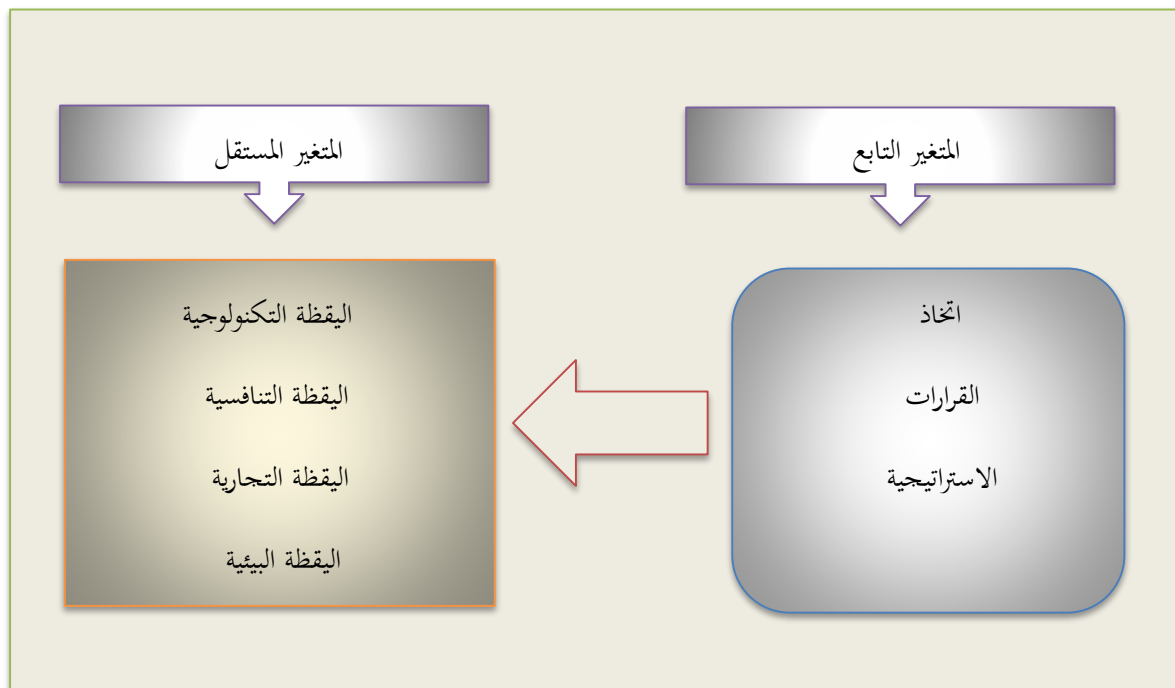 المتغير التابع
المتغير المستقل
اتخاذ
القرارات
الاستراتيجية
اليقظة التكنولوجية
اليقظة التنافسية
اليقظة التجارية
اليقظة البيئية